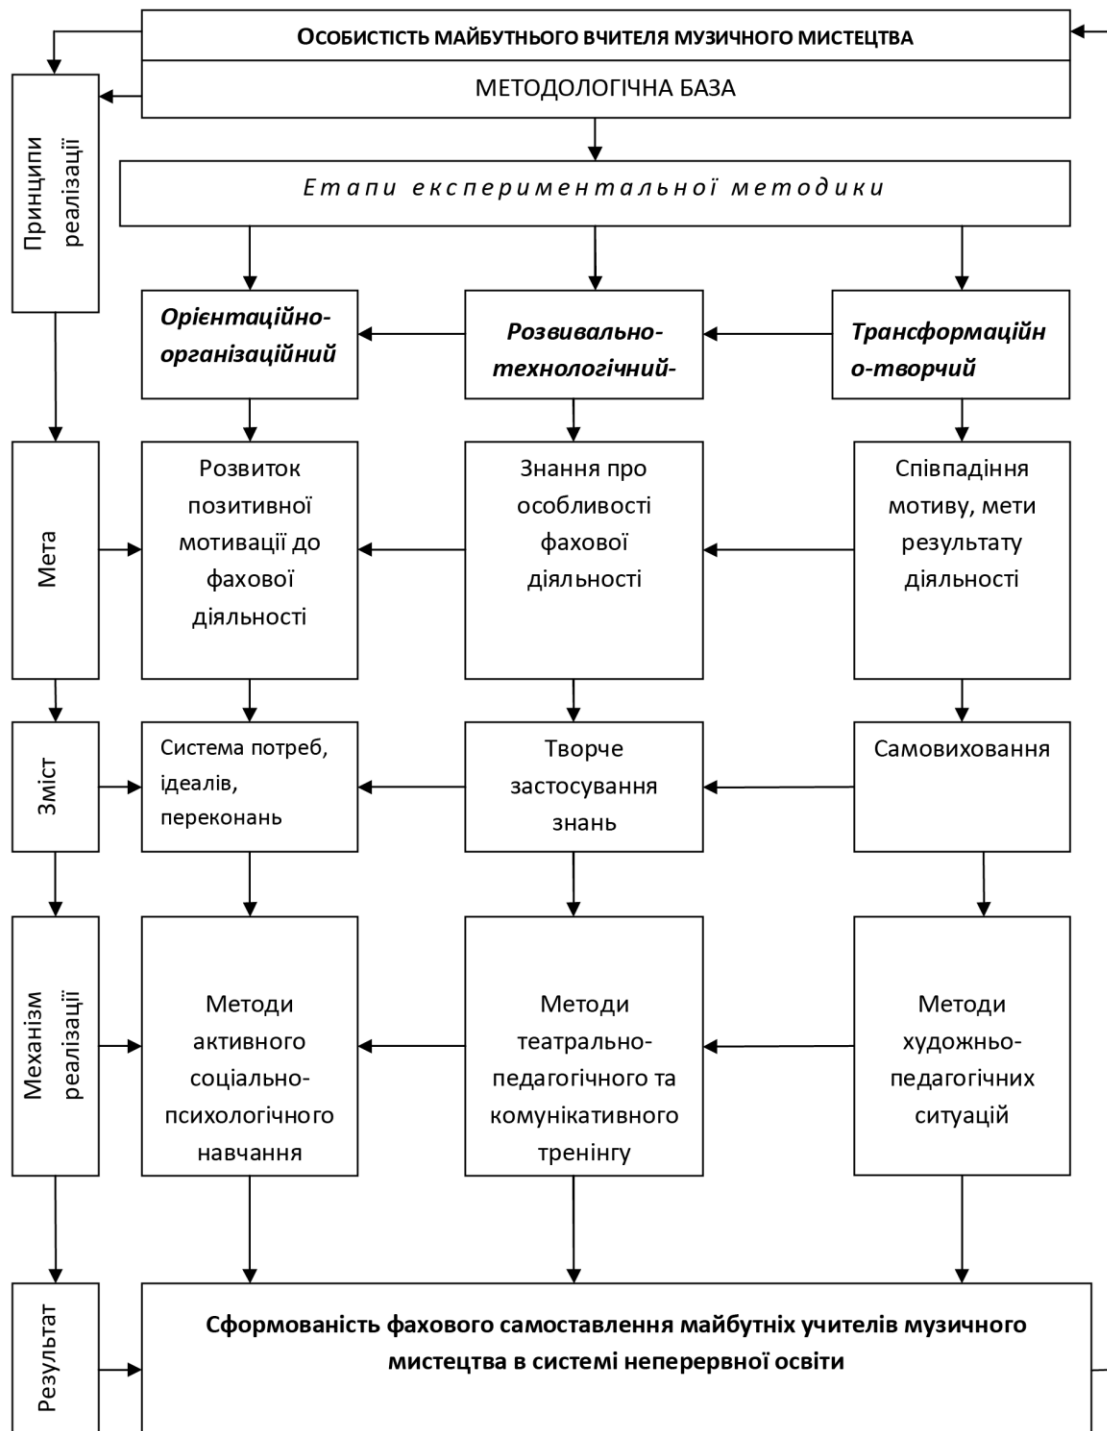 ОСОБИСТІСТЬ МАЙБУТНЬОГО ВЧИТЕЛЯ МУЗИЧНОГО МИСТЕЦТВА
МЕТОДОЛОГІЧНА БАЗА
Принципи
реалізації
Етапи експериментальної методики
Орієнтаційно-
організаційний
Розвивально-
технологічний-
Трансформаційн
о-творчий
Мета
Розвиток
позитивної
мотивації до
фахової
діяльності
Знання про
особливості
фахової
діяльності
Співпадіння
мотиву, мети
результату
діяльності
Зміст
Система потреб,
ідеалів,
переконань
Творче
застосування
знань
Самовиховання
Механізм
реалізації
Методи
активного
соціально-
психологічного
навчання
Методи
театрально-
педагогічного та
комунікативного
тренінгу
Методи
художньо-
педагогічних
ситуацій
Результат
Сформованість фахового самоставлення майбутніх учителів музичного
мистецтва в системі неперервної освіти